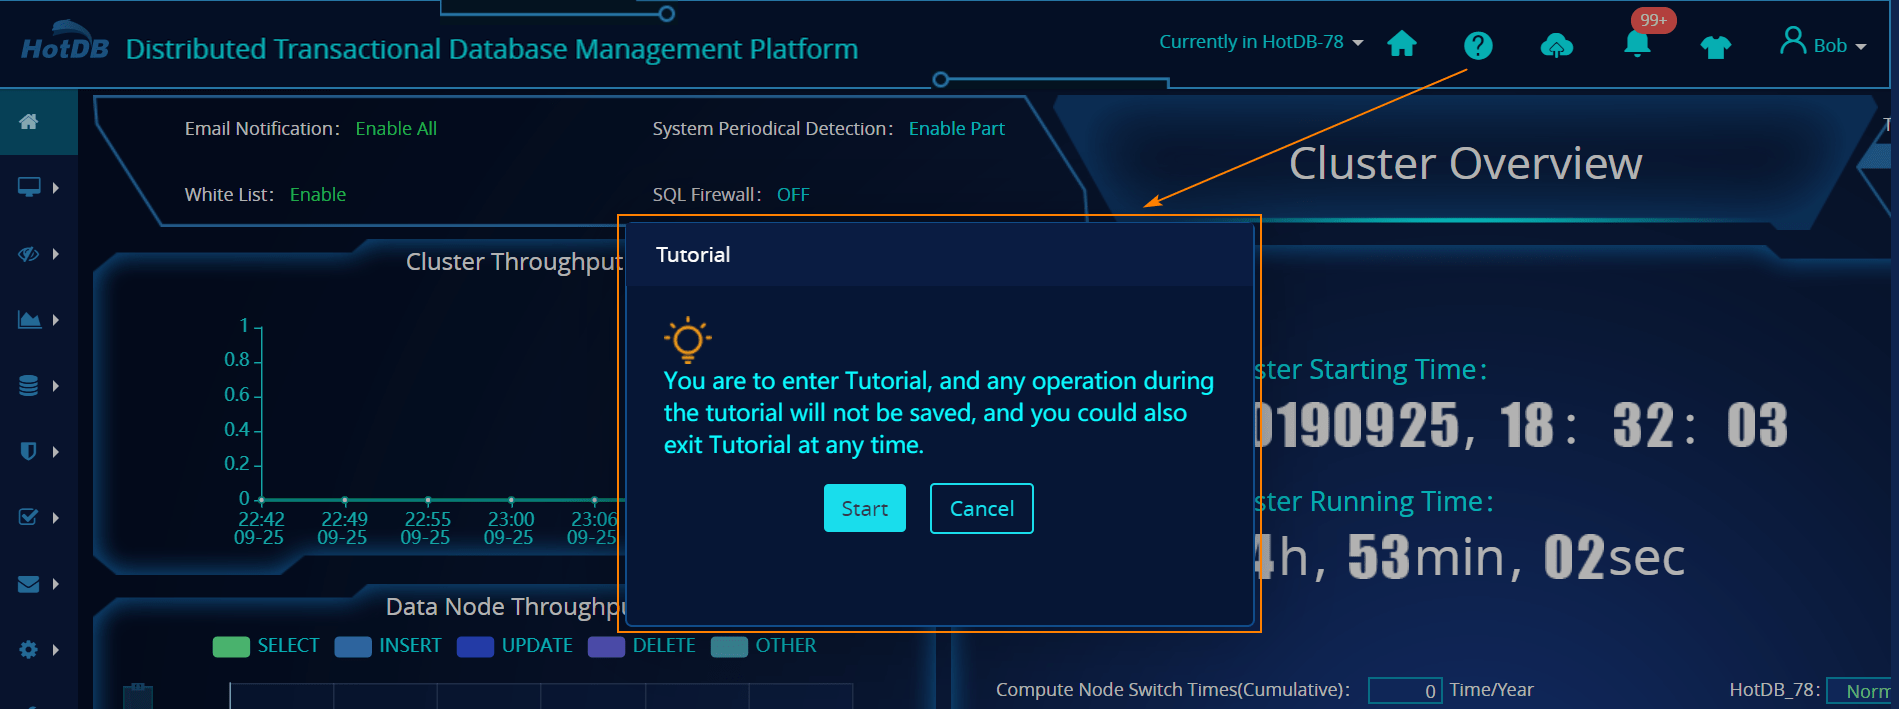 HotDB Distributed Transactional Database Management Platform
Currently in HotDB-78
99+
Bob
Email Notification: Enable All
System Periodical Detection: Enable Part
White List: Enable
SQL Firewall: OFF
Cluster Overview
T
Cluster Throughput
1
0.8
0.6
0.4
0.2
0
22:42 22:49 22:55 23:00 23:06
09-25 09-25 09-25 09-25 09-25
Tutorial
You are to enter Tutorial, and any operation during
the tutorial will not be saved, and you could also
exit Tutorial at any time.
Start Cancel
ster Starting Time:
0190925, 18: 32: 03
ster Running Time:
4h, 53min, 02sec
Data Node Throughpu
SELECT INSERT UPDATE DELETE OTHER
Compute Node Switch Times(Cumulative): 0 Time/Year
HotDB_78: Norm